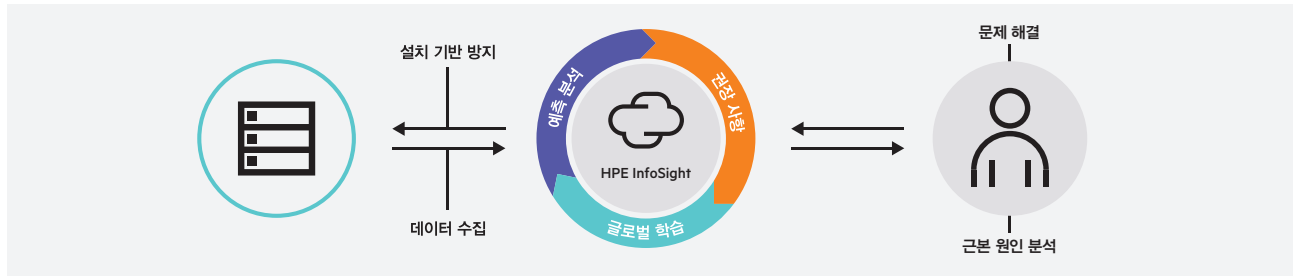 설치 기반 방지
데이터 수집
예측 분석
권장 사항
글로벌 학습
HPE InfoSight
문제 해결
근본 원인 분석